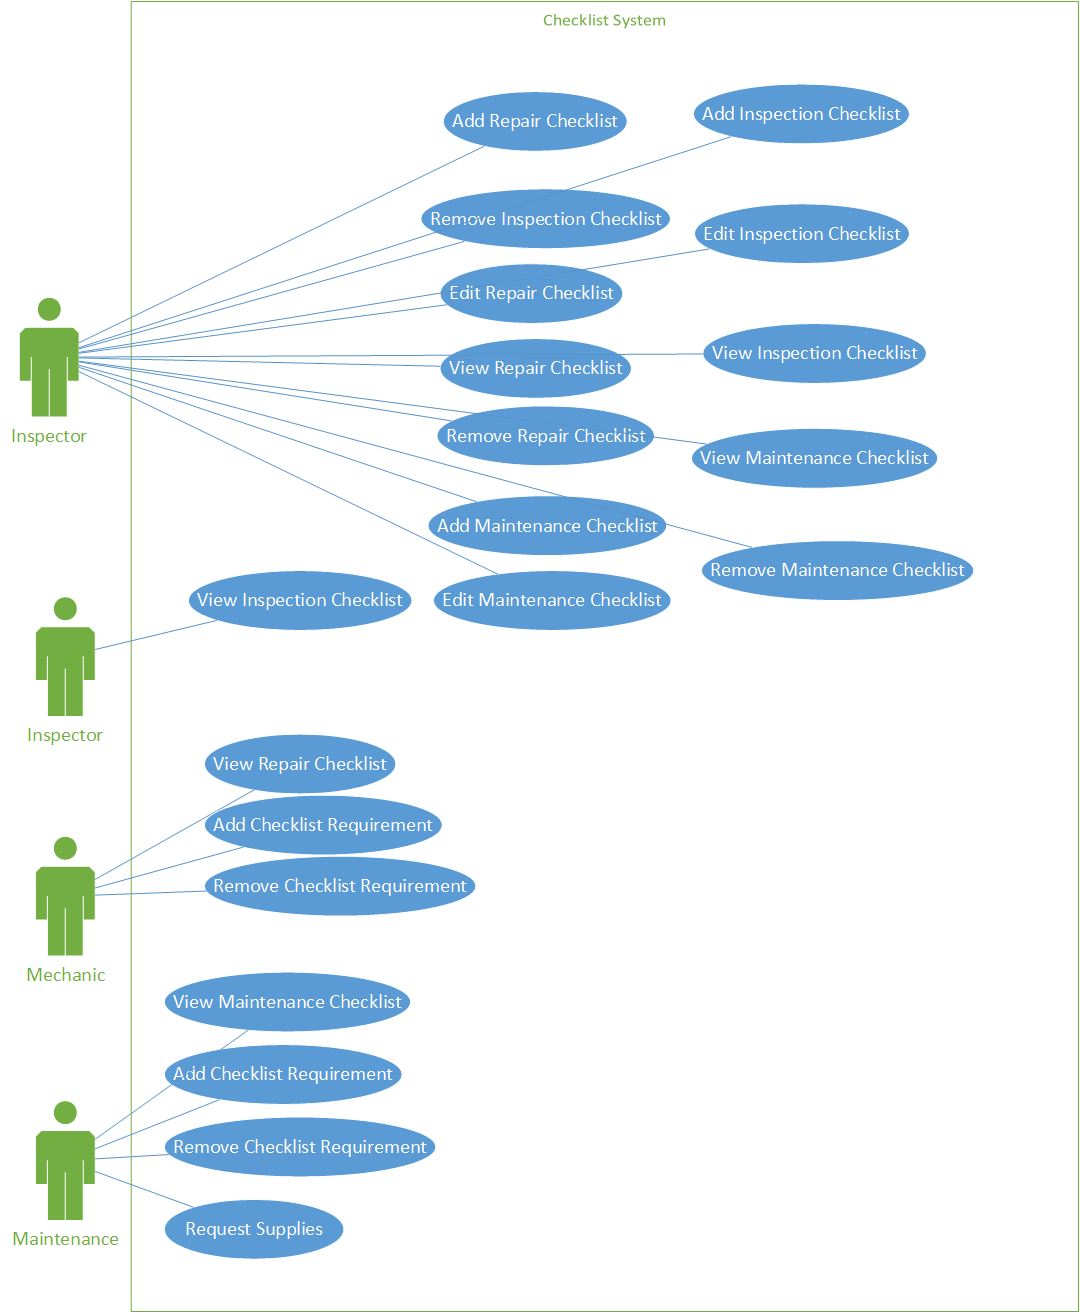 Checklist System
Add Repair Checklist
Add Inspection Checklist
Remove Inspection Checklist
Edit Inspection Checklist
Edit Repair Checklist
View Repair Checklist
View Inspection Checklist
Inspector
Remove Repair Checklist
View Maintenance Checklist
Add Maintenance Checklist
Remove Maintenance Checklist
View Inspection Checklist
Edit Maintenance Checklist
Inspector
View Repair Checklist
Add Checklist Requirement
Remove Checklist Requirement
Mechanic
View Maintenance Checklist
Add Checklist Requirement
Remove Checklist Requirement
Request Supplies
Maintenance